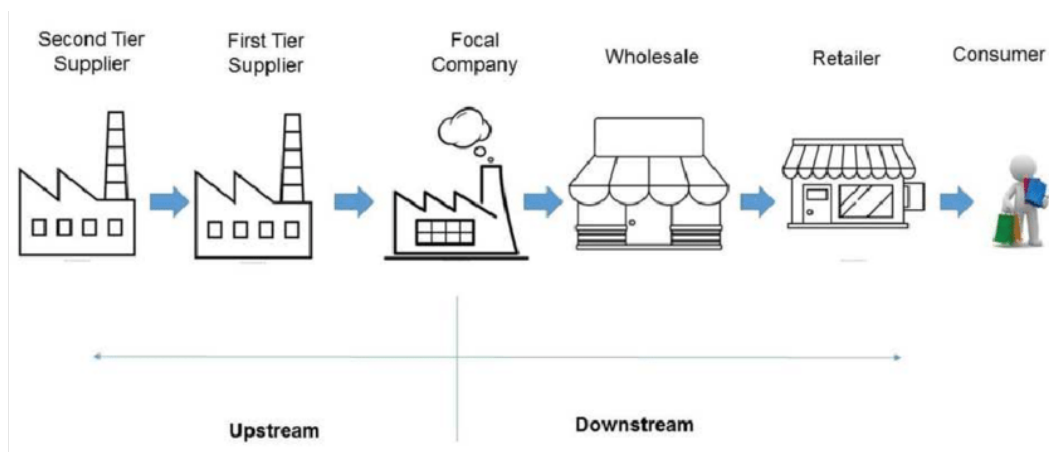 Second Tier
Supplier
First Tier
Supplier
Focal
Company
Wholesale
Retailer
Consumer
Upstream
Downstream